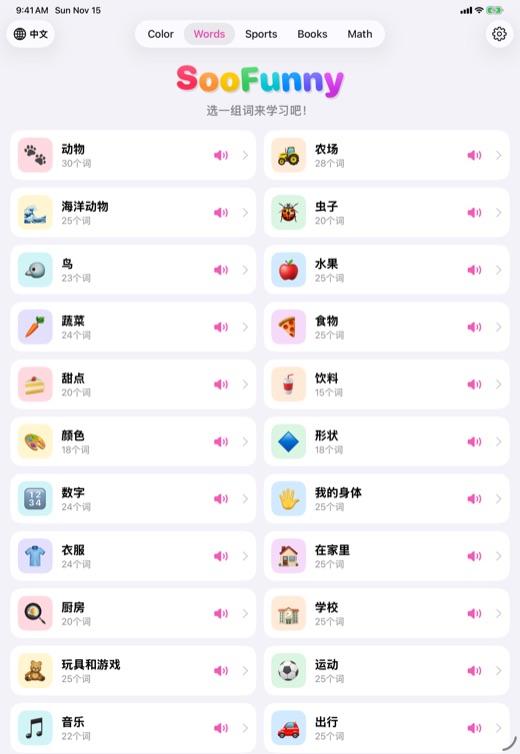 9:41 AM Sun Nov 15
中文
Color Words Sports Books Math
SooFunny
选一组词来学习吧！
动物
30个词
农场
28个词
海洋动物
25个词
虫子
20个词
鸟
23个词
水果
25个词
蔬菜
24个词
食物
25个词
甜点
20个词
饮料
15个词
颜色
18个词
形状
18个词
1 2
3 4
数字
24个词
我的身体
25个词
衣服
24个词
在家里
25个词
厨房
20个词
学校
25个词
玩具和游戏
25个词
运动
25个词
音乐
22个词
出行
25个词